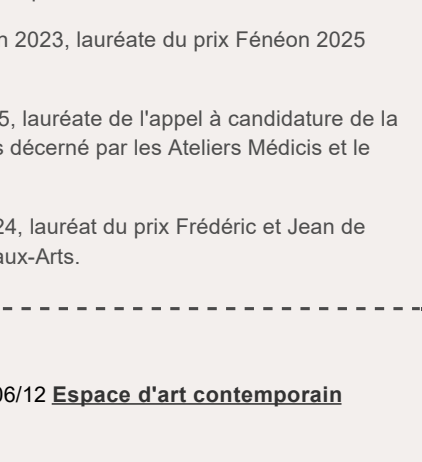 n 2023, lauréate du prix Fénéon 2025
5, lauréate de l'appel à candidature de la
s décerné par les Ateliers Médicis et le
24, lauréat du prix Frédéric et Jean de
aux-Arts.
06/12 Espace d'art contemporain